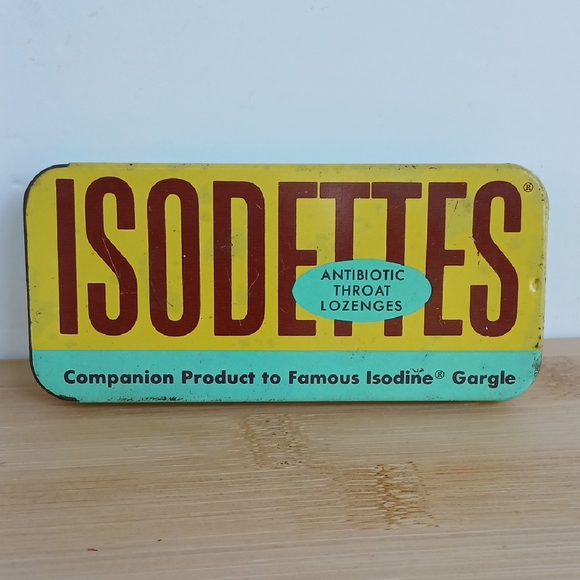 ISODETTES®
ANTIBIOTIC
THROAT
LOZENGES
Companion Product to Famous Isodine® Gargle